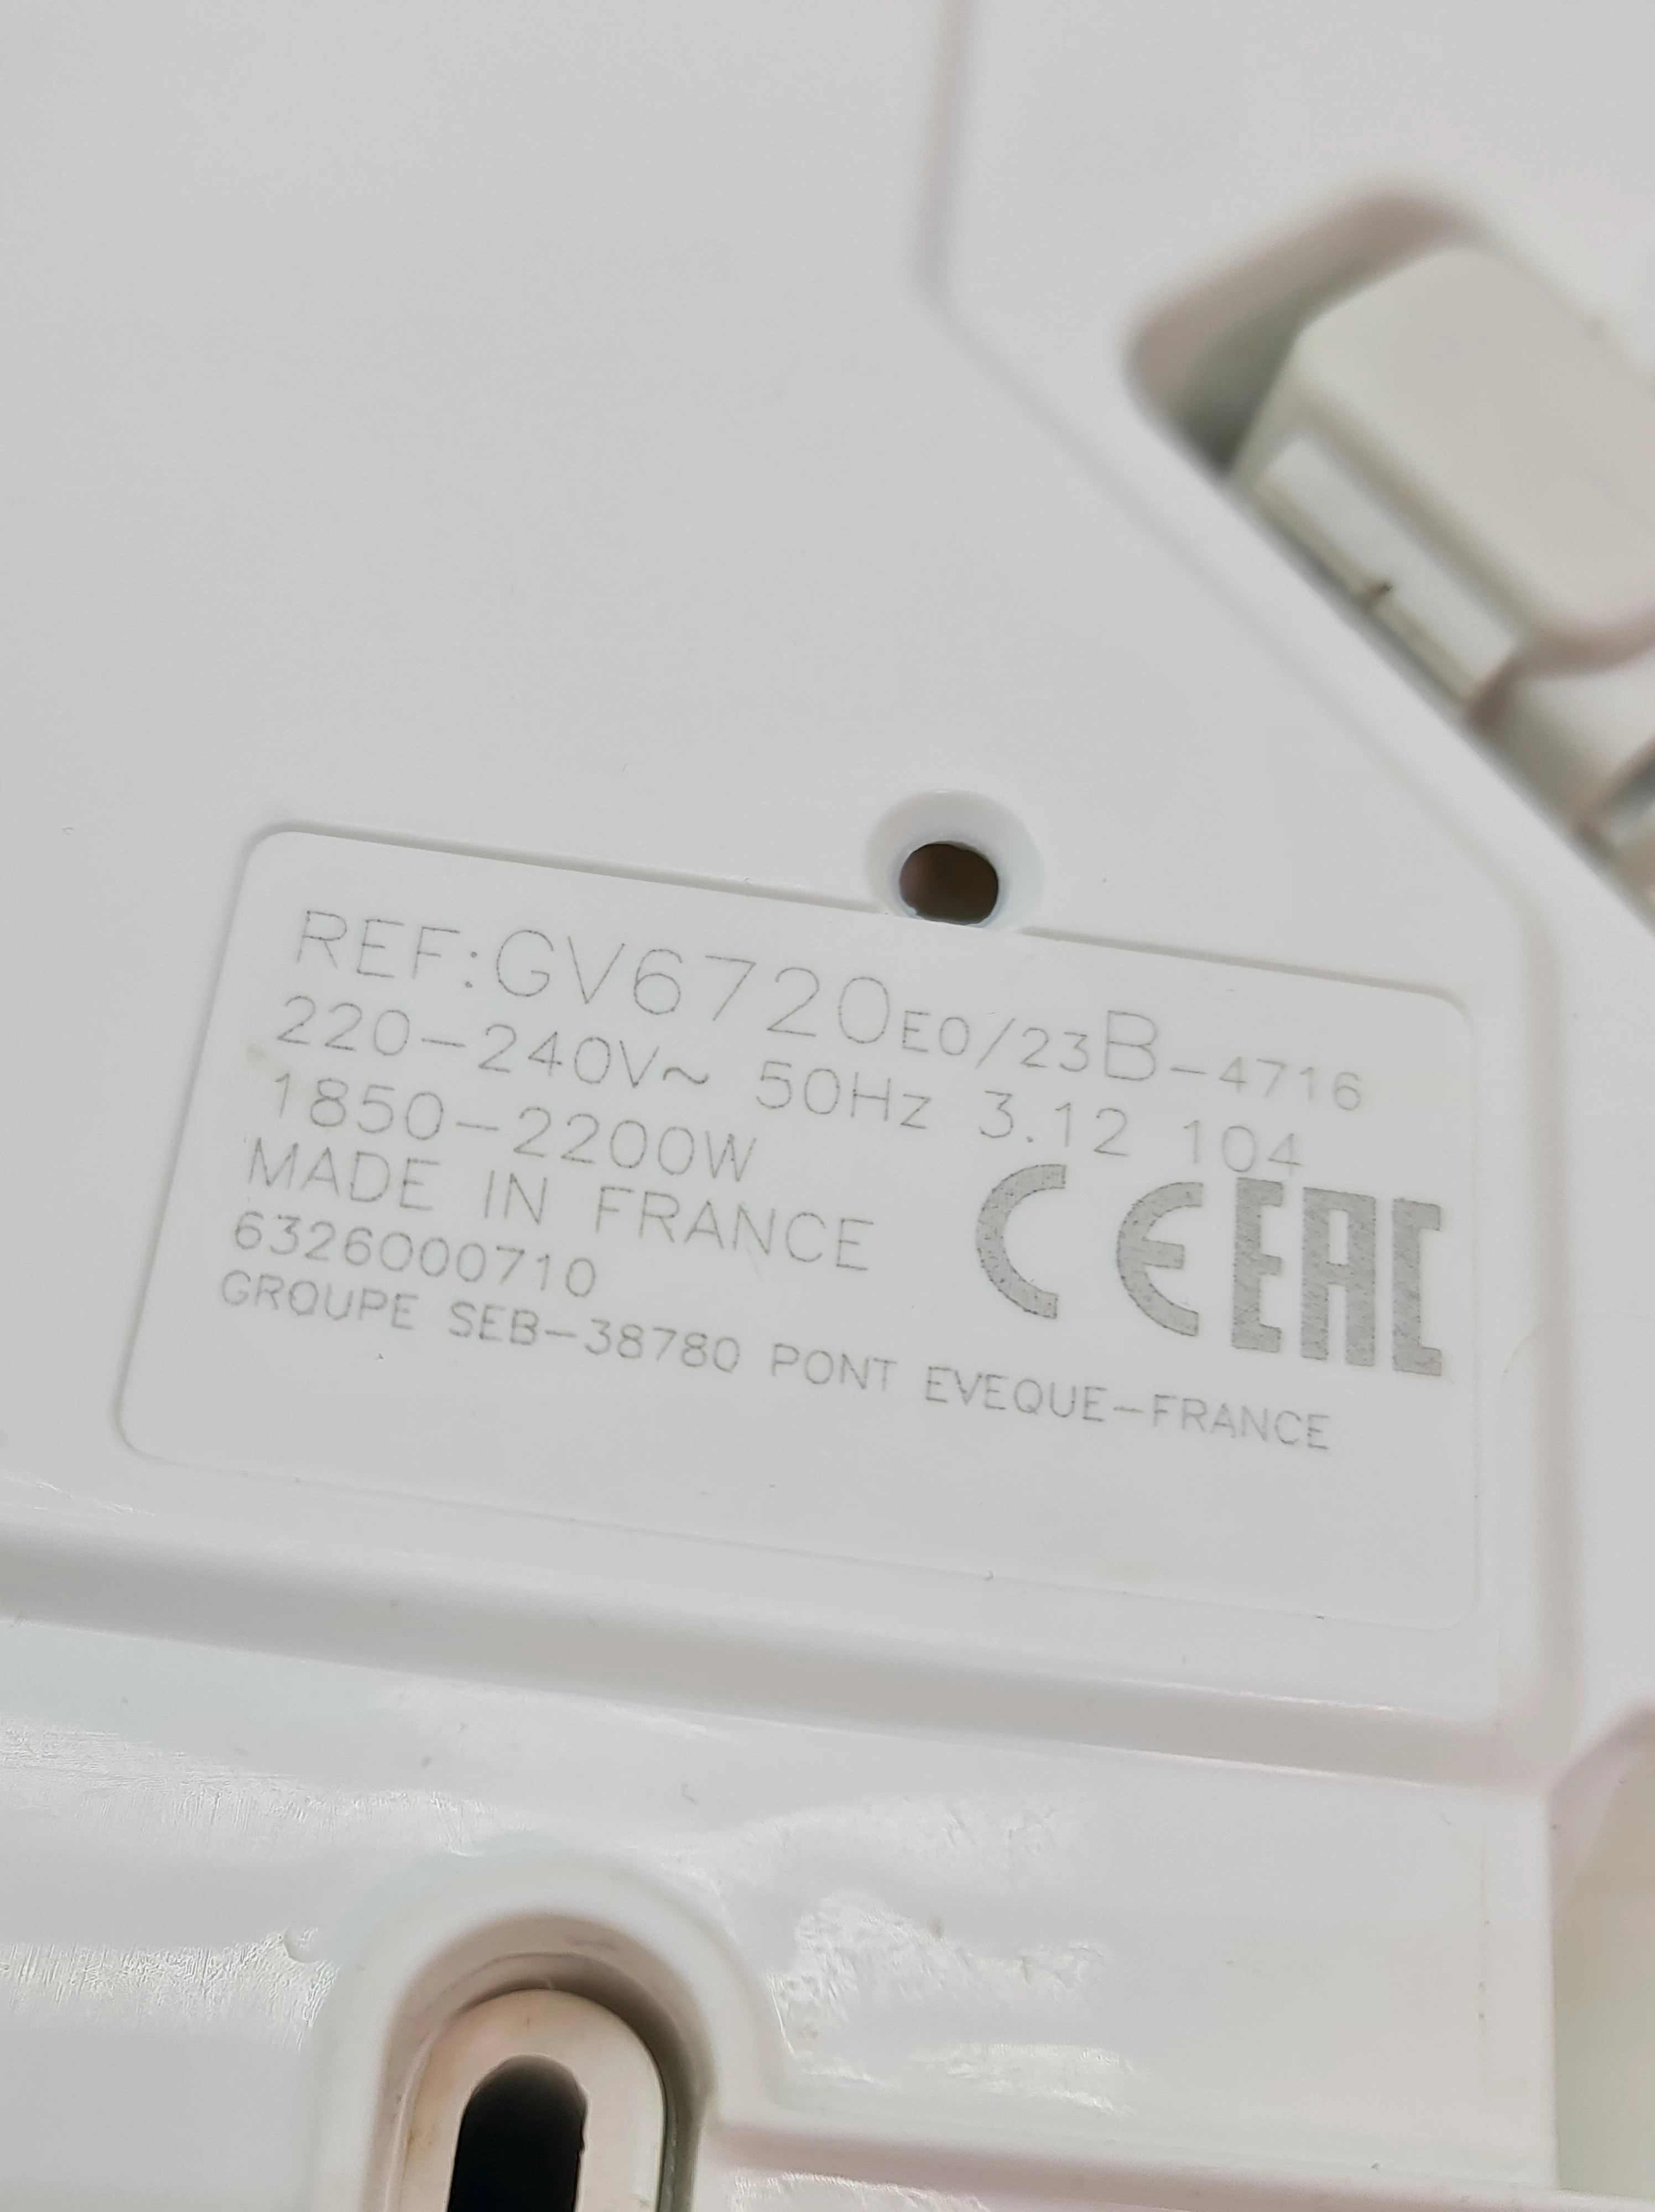 REF:GV6720E0/23B-4716
220-240V~ 50Hz 3.12 104
1850-2200W
MADE IN FRANCE
6326000710
CE EAC
GROUPE SEB-38780 PONT EVEQUE-FRANCE